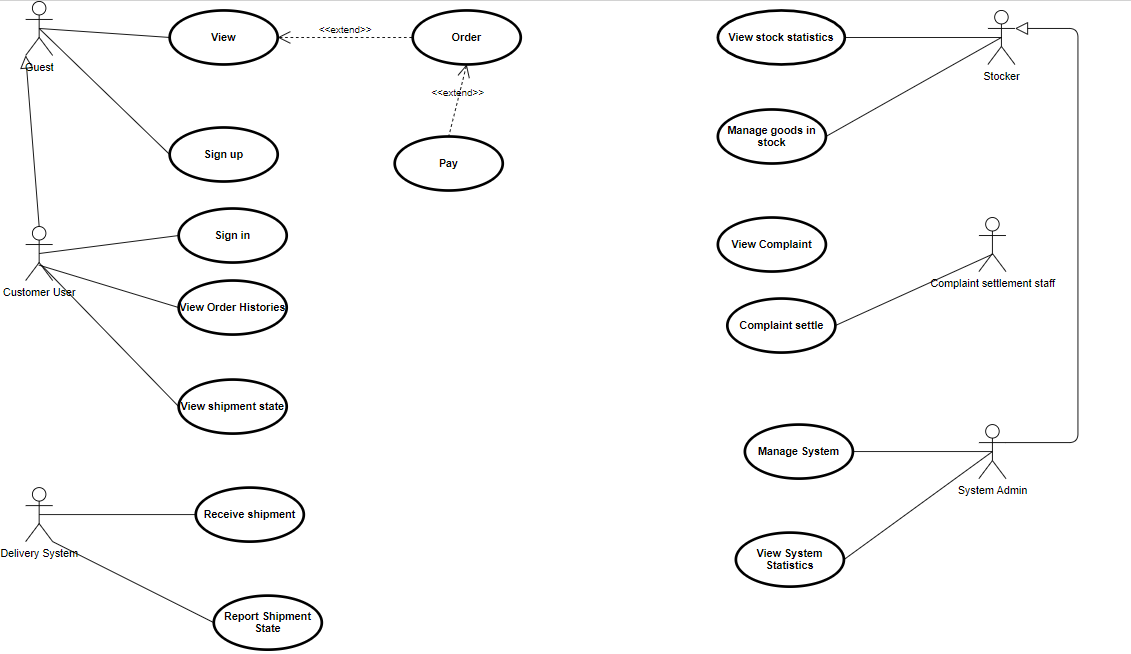 View
<<extend>>
Order
View stock statistics
Guest
Stocker
<<extend>>
Manage goods in
stock
Sign up
Pay
Sign in
View Complaint
Customer User
Complaint settlement staff
View Order Histories
Complaint settle
View shipment state
Manage System
System Admin
Receive shipment
Delivery System
View System
Statistics
Report Shipment
State